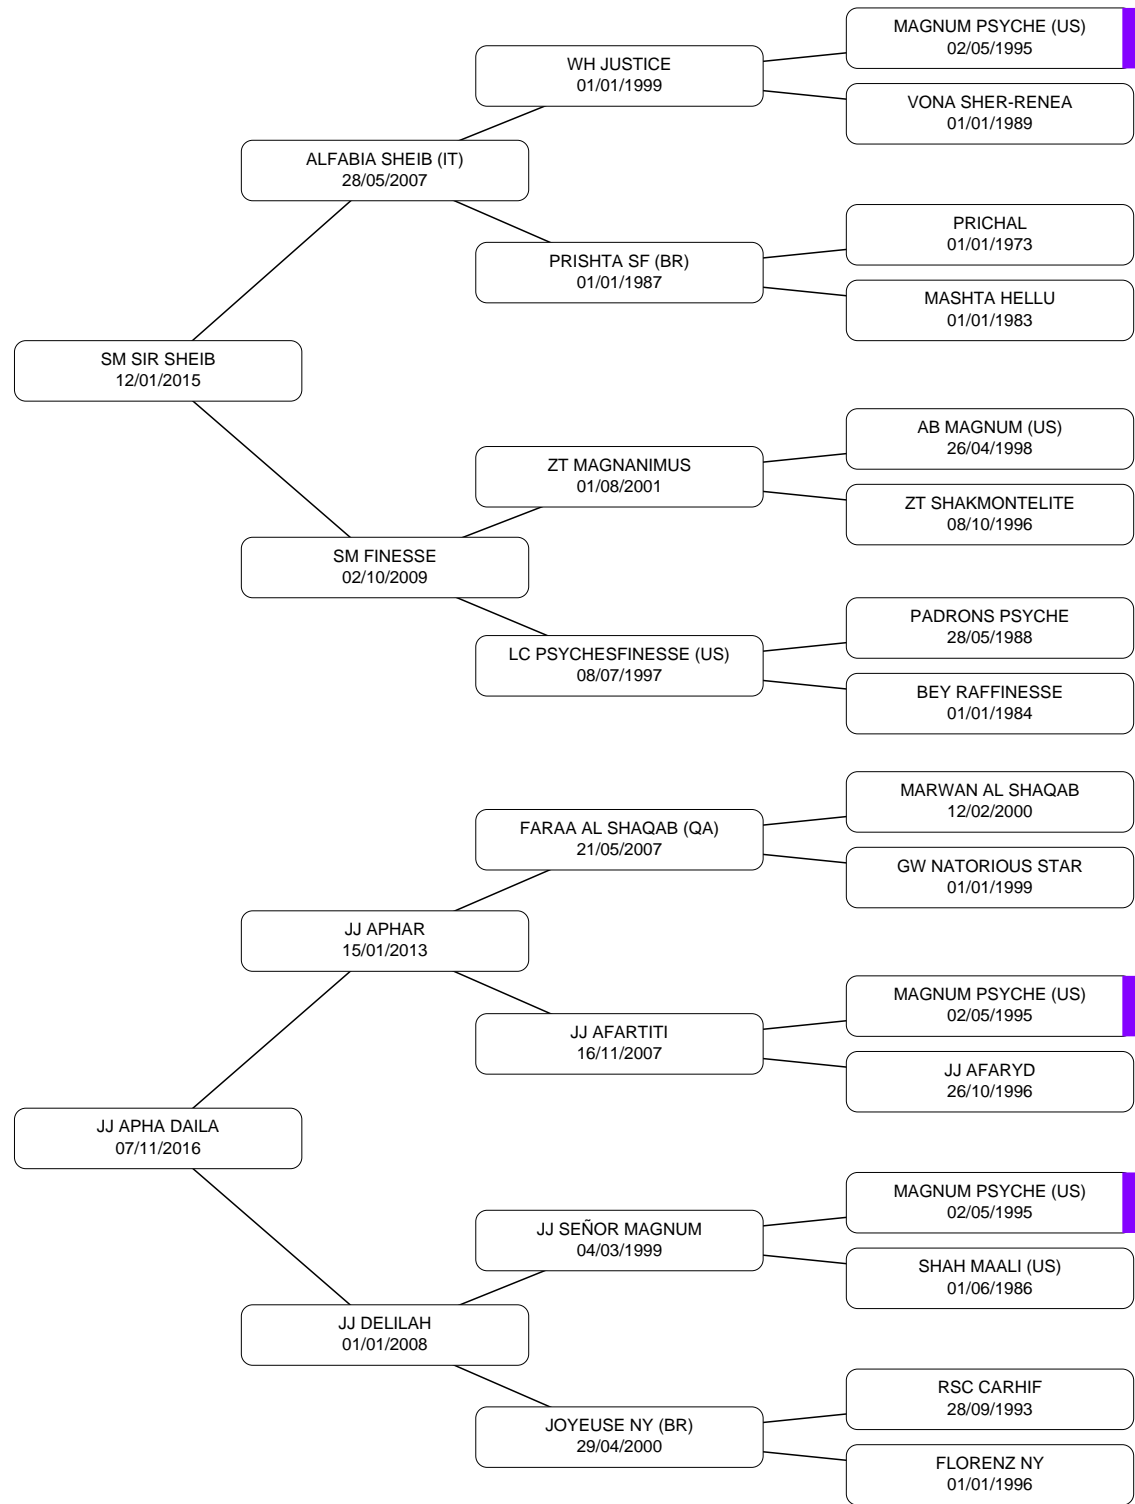 MAGNUM PSYCHE (US)
02/05/1995
WH JUSTICE
01/01/1999
VONA SHER-RENEA
01/01/1989
ALFABIA SHEIB (IT)
28/05/2007
PRICHAL
01/01/1973
PRISHTA SF (BR)
01/01/1987
MASHTA HELLU
01/01/1983
SM SIR SHEIB
12/01/2015
AB MAGNUM (US)
26/04/1998
ZT MAGNANIMUS
01/08/2001
ZT SHAKMONTELITE
08/10/1996
SM FINESSE
02/10/2009
PADRONS PSYCHE
28/05/1988
LC PSYCHESFINESSE (US)
08/07/1997
BEY RAFFINESSE
01/01/1984
MARWAN AL SHAQAB
12/02/2000
FARAA AL SHAQAB (QA)
21/05/2007
GW NATORIOUS STAR
01/01/1999
JJ APHAR
15/01/2013
MAGNUM PSYCHE (US)
02/05/1995
JJ AFARTITI
16/11/2007
JJ AFARYD
26/10/1996
JJ APHA DAILA
07/11/2016
MAGNUM PSYCHE (US)
02/05/1995
JJ SEÑOR MAGNUM
04/03/1999
SHAH MAALI (US)
01/06/1986
JJ DELILAH
01/01/2008
RSC CARHIF
28/09/1993
JOYEUSE NY (BR)
29/04/2000
FLORENZ NY
01/01/1996